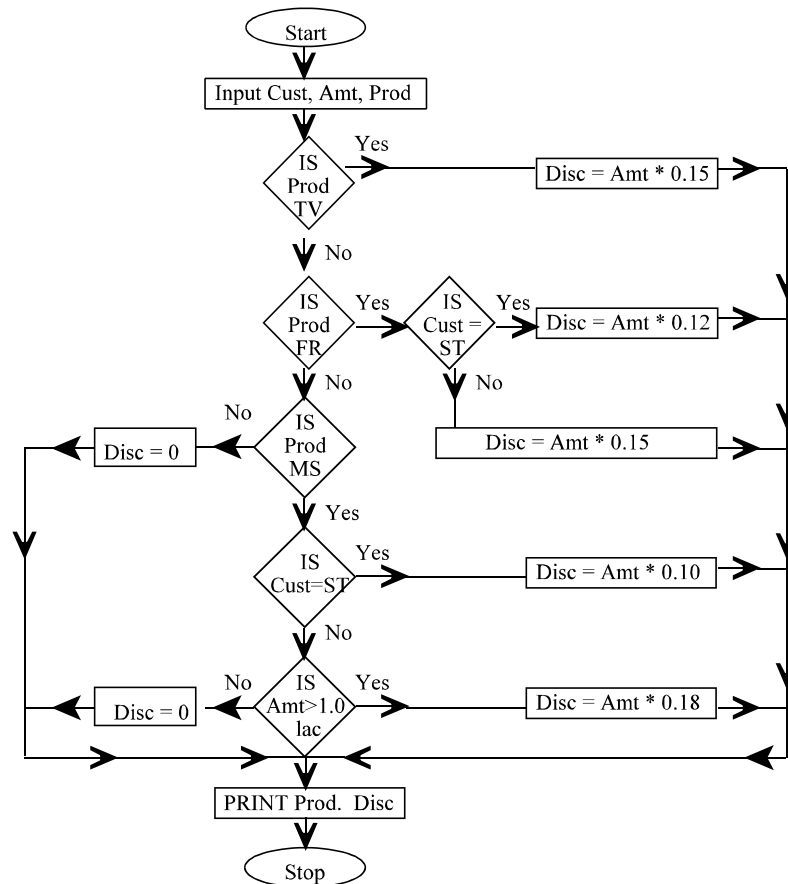 Start
Input Cust, Amt, Prod
IS
Prod
TV
Yes
Disc = Amt * 0.15
No
IS
Prod
FR
Yes
IS
Cust =
ST
Yes
Disc = Amt * 0.12
No
No
Disc = Amt * 0.15
IS
Prod
MS
No
Disc = 0
Yes
IS
Cust=ST
Yes
Disc = Amt * 0.10
No
IS
Amt>1.0
lac
No
Disc = 0
Yes
Disc = Amt * 0.18
PRINT Prod. Disc
Stop